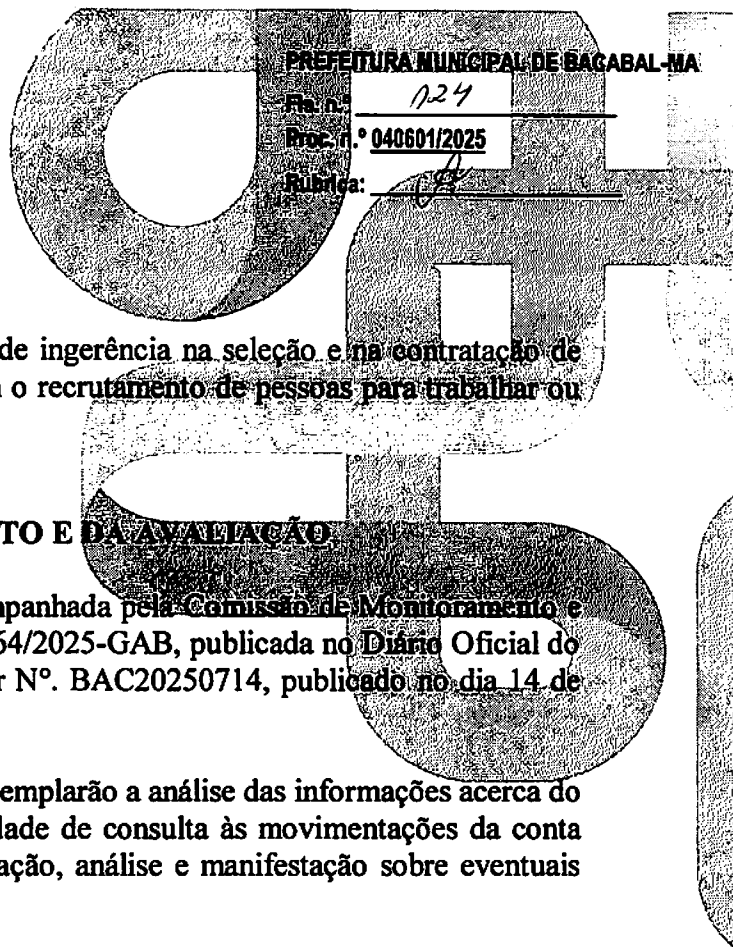 PREFEITURA MUNICIPAL DE BACABAL-MA
Fls. n.º 124
Proc. n.º 040601/2025
Rubrica:
de ingerência na seleção e na contratação de
o recrutamento de pessoas para trabalhar ou
TO E DA AVALIAÇÃO.
mpanhada pela Comissão de Monitoramento e
64/2025-GAB, publicada no Diário Oficial do
r Nº. BAC20250714, publicado no dia 14 de
emplarão a análise das informações acerca do
dade de consulta às movimentações da conta
ação, análise e manifestação sobre eventuais